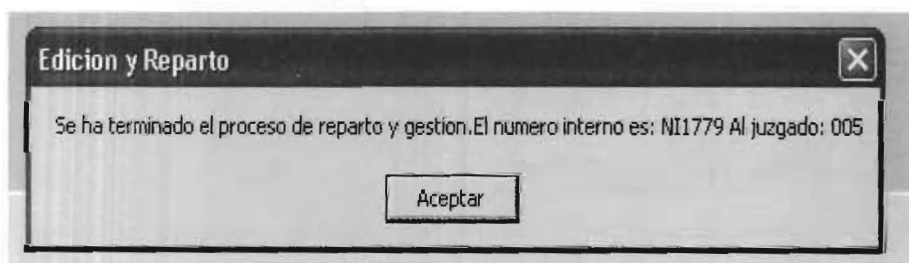 Edicion y Reparto
Se ha terminado el proceso de reparto y gestion.El numero interno es: NI1779 Al juzgado: 005
Aceptar